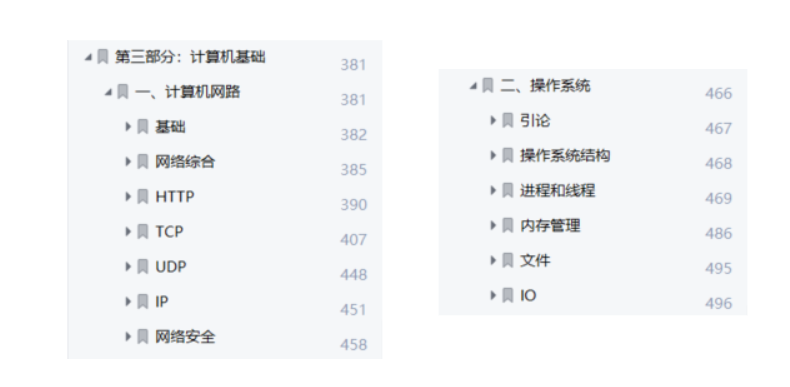 第三部分：计算机基础 381
一、计算机网路 381
基础 382
网络综合 385
HTTP 390
TCP 407
UDP 448
IP 451
网络安全 458
二、操作系统 466
引论 467
操作系统结构 468
进程和线程 469
内存管理 486
文件 495
IO 496